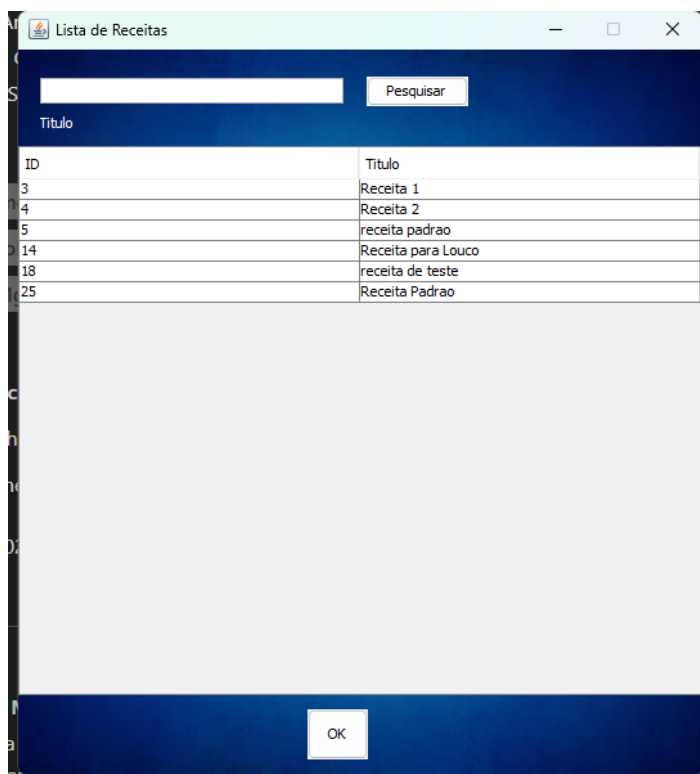 Lista de Receitas
Pesquisar
Titulo
ID Titulo
3 Receita 1
4 Receita 2
5 receita padrao
14 Receita para Louco
18 receita de teste
25 Receita Padrao
OK